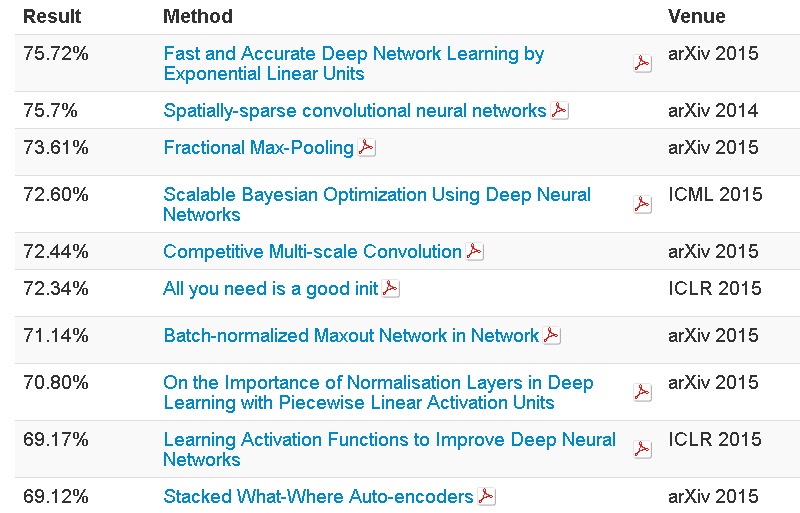 Result Method Venue
75.72% Fast and Accurate Deep Network Learning by arXiv 2015
Exponential Linear Units
75.7% Spatially-sparse convolutional neural networks arXiv 2014
73.61% Fractional Max-Pooling arXiv 2015
72.60% Scalable Bayesian Optimization Using Deep Neural ICML 2015
Networks
72.44% Competitive Multi-scale Convolution arXiv 2015
72.34% All you need is a good init ICLR 2015
71.14% Batch-normalized Maxout Network in Network arXiv 2015
70.80% On the Importance of Normalisation Layers in Deep arXiv 2015
Learning with Piecewise Linear Activation Units
69.17% Learning Activation Functions to Improve Deep Neural ICLR 2015
Networks
69.12% Stacked What-Where Auto-encoders arXiv 2015